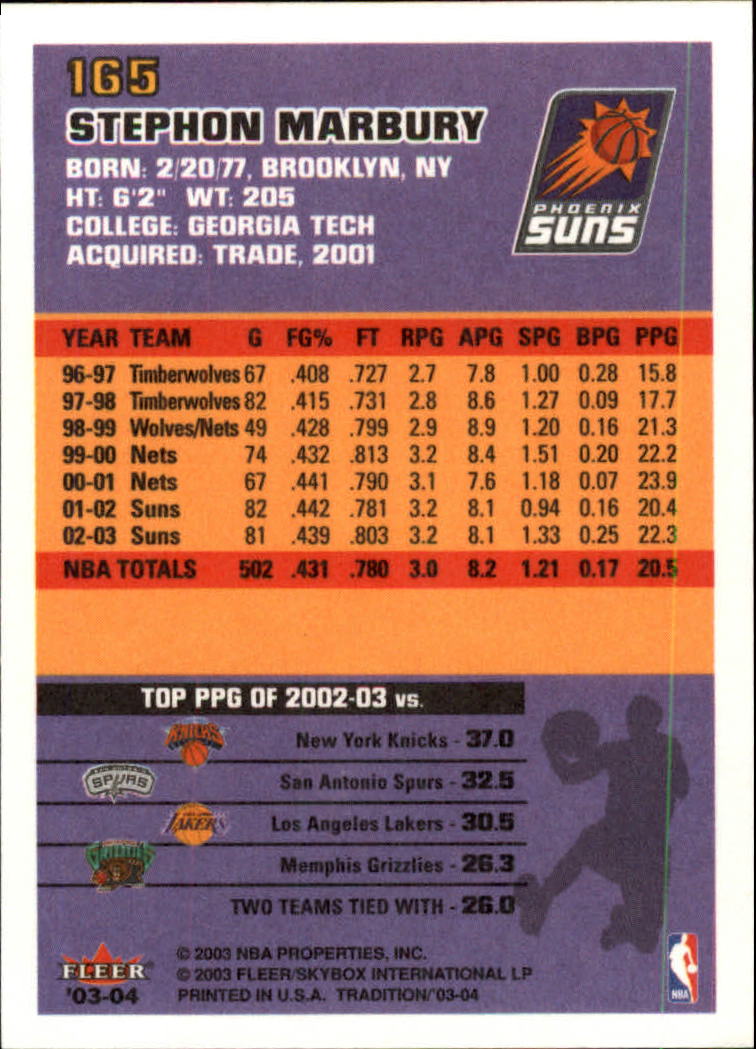 165
STEPHON MARBURY
BORN: 2/20/77, BROOKLYN, NY
HT: 6'2" WT: 205
COLLEGE: GEORGIA TECH
ACQUIRED: TRADE, 2001
PHOENIX
SUNS
YEAR TEAM G FG% FT RPG APG SPG BPG PPG
96-97 Timberwolves 67 .408 .727 2.7 7.8 1.00 0.28 15.8
97-98 Timberwolves 82 .415 .731 2.8 8.6 1.27 0.09 17.7
98-99 Wolves/Nets 49 .428 .799 2.9 8.9 1.20 0.16 21.3
99-00 Nets 74 .432 .813 3.2 8.4 1.51 0.20 22.2
00-01 Nets 67 .441 .790 3.1 7.6 1.18 0.07 23.9
01-02 Suns 82 .442 .781 3.2 8.1 0.94 0.16 20.4
02-03 Suns 81 .439 .803 3.2 8.1 1.33 0.25 22.3
NBA TOTALS 502 .431 .780 3.0 8.2 1.21 0.17 20.5
TOP PPG OF 2002-03 vs.
KNICKS
New York Knicks - 37.0
SPURS
San Antonio Spurs - 32.5
LAKERS
Los Angeles Lakers - 30.5
GRIZZLIES
Memphis Grizzlies - 26.3
TWO TEAMS TIED WITH - 26.0
FLEER
'03-04
© 2003 NBA PROPERTIES, INC.
© 2003 FLEER/SKYBOX INTERNATIONAL LP
PRINTED IN U.S.A. TRADITION/'03-04
NBA